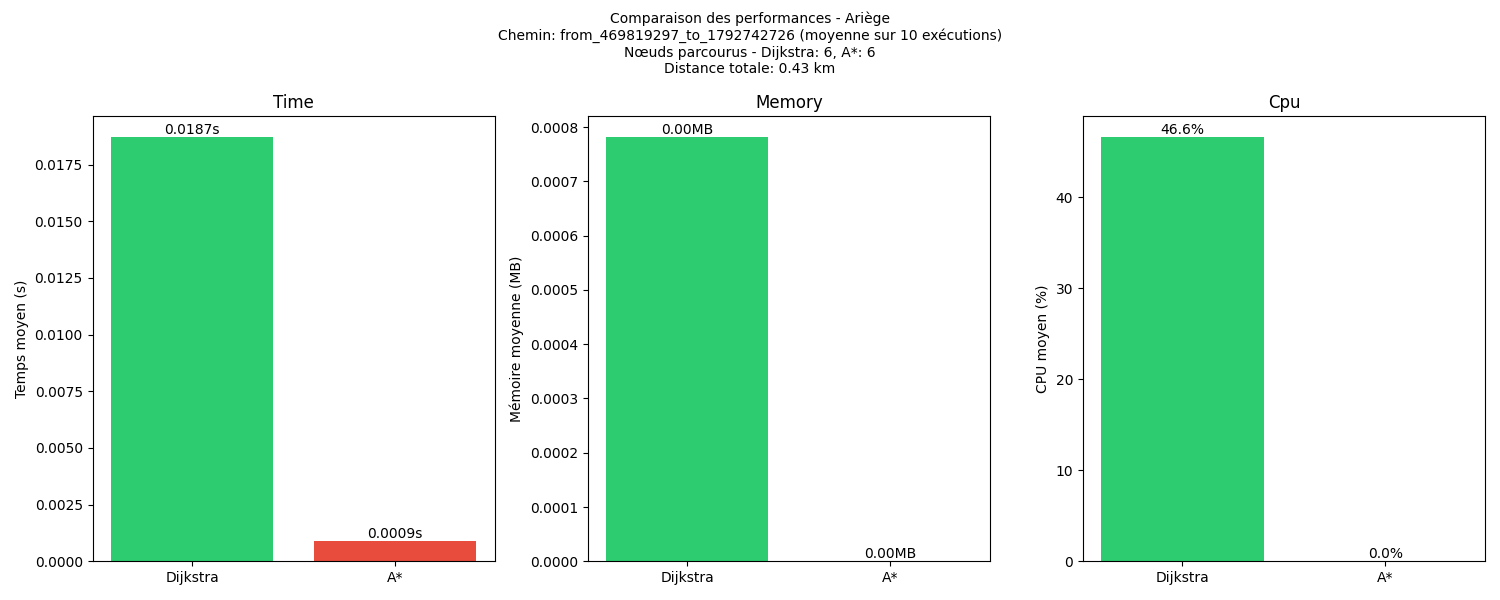 Comparaison des performances - Ariège
Chemin: from_469819297_to_1792742726 (moyenne sur 10 exécutions)
Nœuds parcourus - Dijkstra: 6, A*: 6
Distance totale: 0.43 km
Time
Temps moyen (s)
0.0175
0.0150
0.0125
0.0100
0.0075
0.0050
0.0025
0.0000
0.0187s
0.0009s
Dijkstra
A*
Memory
Mémoire moyenne (MB)
0.0008
0.0007
0.0006
0.0005
0.0004
0.0003
0.0002
0.0001
0.0000
0.00MB
0.00MB
Dijkstra
A*
Cpu
CPU moyen (%)
40
30
20
10
0
46.6%
0.0%
Dijkstra
A*